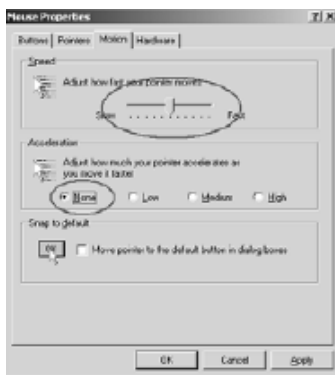 Mouse Properties
Buttons Pointers Motion Hardware
Speed
Adjust how fast your pointer moves
Slow Fast
Acceleration
Adjust how much your pointer accelerates as
you move it faster
None Low Medium High
Snap to default
OK Move pointer to the default button in dialog boxes
OK Cancel Apply